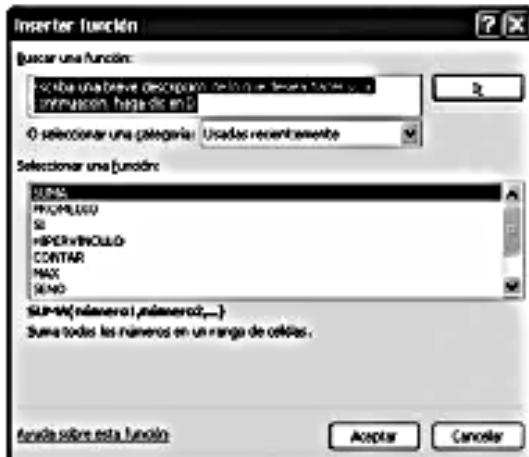 Insertar función
Buscar una función:
Escriba una breve descripción de lo que desea hacer y, a
continuación, haga clic en Ir
Ir
O seleccionar una categoría: Usadas recientemente
Seleccionar una función:
SUMA
PROMEDIO
SI
HIPERVINCULO
CONTAR
MAX
SENO
SUMA(número1,número2,...)
Suma todos los números en un rango de celdas.
Ayuda sobre esta función
Aceptar
Cancelar